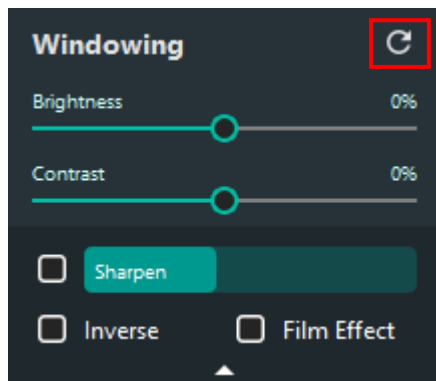 Windowing
Brightness 0%
Contrast 0%
Sharpen
Inverse Film Effect